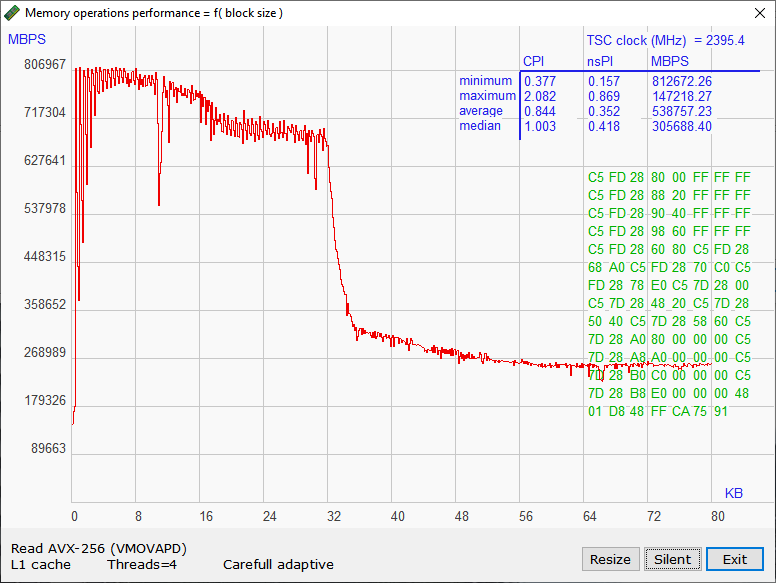 Memory operations performance = f( block size )
MBPS
TSC clock (MHz) = 2395.4
CPI nsPI MBPS
minimum 0.377 0.157 812672.26
maximum 2.082 0.869 147218.27
average 0.844 0.352 538757.23
median 1.003 0.418 305688.40
806967
717304
627641
537978
448315
358652
268989
179326
89663
C5 FD 28 80 00 FF FF FF
C5 FD 28 88 20 FF FF FF
C5 FD 28 90 40 FF FF FF
C5 FD 28 98 60 FF FF FF
C5 FD 28 60 80 C5 FD 28
68 A0 C5 FD 28 70 C0 C5
FD 28 78 E0 C5 7D 28 00
C5 7D 28 48 20 C5 7D 28
50 40 C5 7D 28 58 60 C5
7D 28 A0 80 00 00 00 C5
7D 28 A8 A0 00 00 00 C5
7D 28 B0 C0 00 00 00 C5
7D 28 B8 E0 00 00 00 48
01 D8 48 FF CA 75 91
KB
0 8 16 24 32 40 48 56 64 72 80
Read AVX-256 (VMOVAPD)
L1 cache Threads=4 Carefull adaptive
Resize Silent Exit